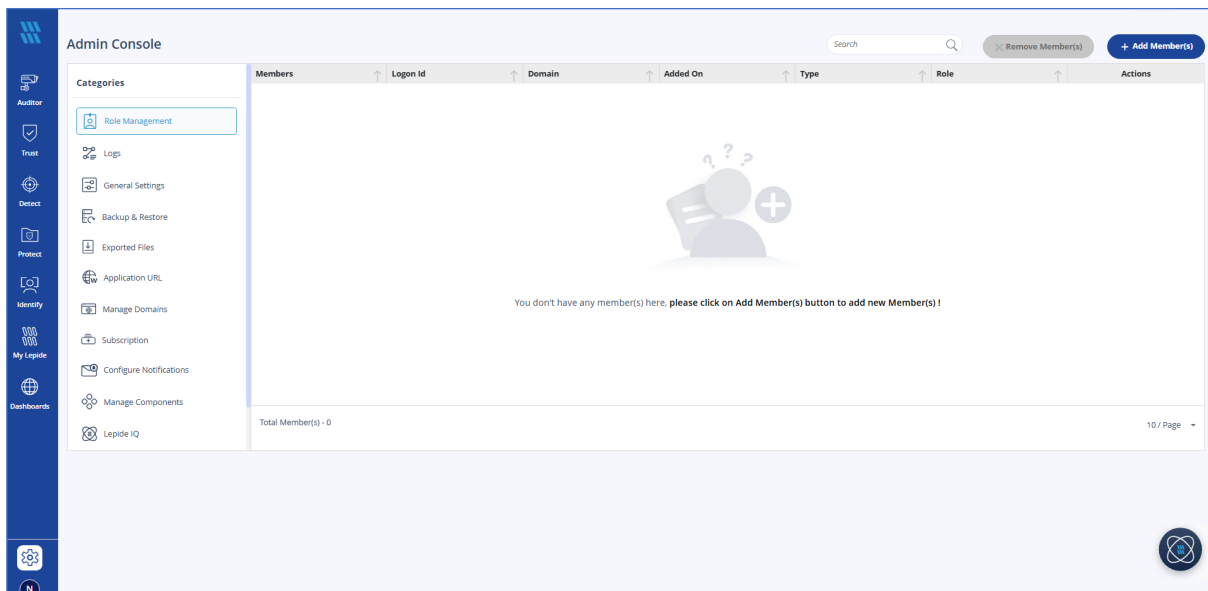 Admin Console
Search
Remove Member(s)
+ Add Member(s)
Auditor
Trust
Detect
Protect
Identify
My Lepide
Dashboards
N
Categories
Role Management
Logs
General Settings
Backup & Restore
Exported Files
Application URL
Manage Domains
Subscription
Configure Notifications
Manage Components
Lepide IQ
Members Logon Id Domain Added On Type Role Actions
? ? ?
You don't have any member(s) here, please click on Add Member(s) button to add new Member(s) !
Total Member(s) - 0
10 / Page